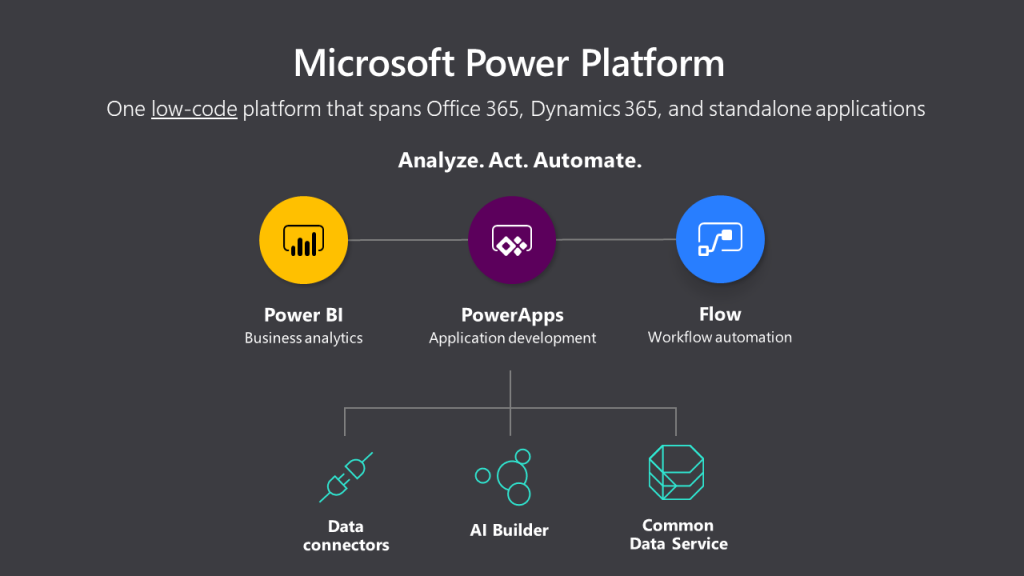 Microsoft Power Platform
One low-code platform that spans Office 365, Dynamics 365, and standalone applications
Analyze. Act. Automate.
Power BI
Business analytics
PowerApps
Application development
Flow
Workflow automation
Data
connectors
AI Builder
Common
Data Service